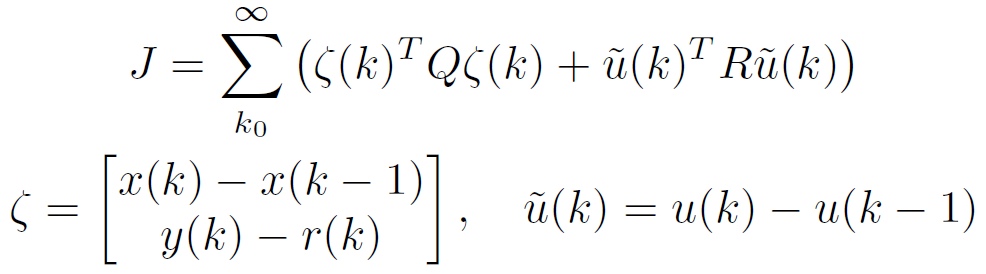 J = \sum_{k_0}^{\infty} \left( \zeta(k)^T Q \zeta(k) + \tilde{u}(k)^T R \tilde{u}(k) \right)
\zeta = \begin{bmatrix} x(k) - x(k-1) \\ y(k) - r(k) \end{bmatrix}, \quad \tilde{u}(k) = u(k) - u(k-1)